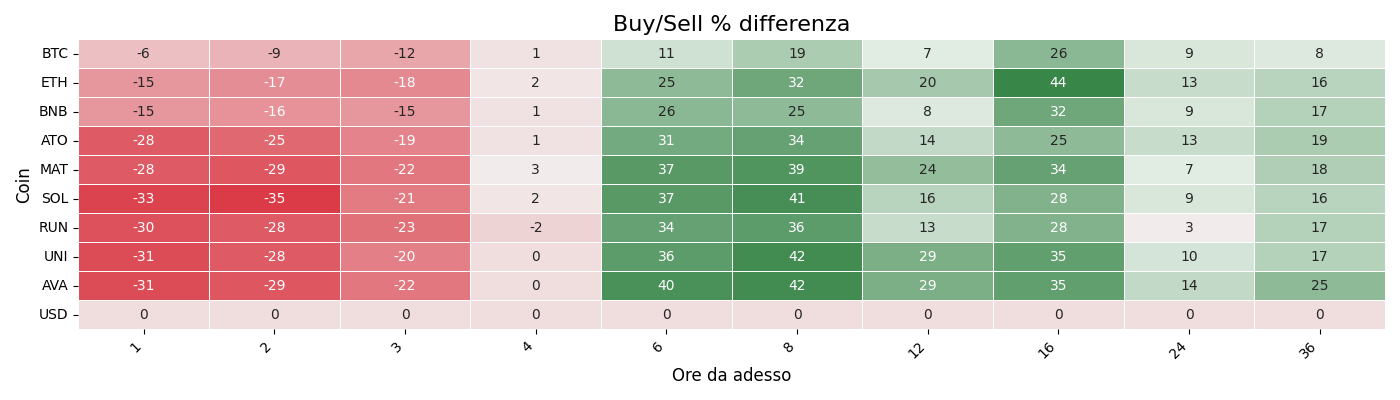 Buy/Sell % differenza
BTC -6 -9 -12 1 11 19 7 26 9 8
ETH -15 -17 -18 2 25 32 20 44 13 16
BNB -15 -16 -15 1 26 25 8 32 9 17
ATO -28 -25 -19 1 31 34 14 25 13 19
MAT -28 -29 -22 3 37 39 24 34 7 18
SOL -33 -35 -21 2 37 41 16 28 9 16
RUN -30 -28 -23 -2 34 36 13 28 3 17
UNI -31 -28 -20 0 36 42 29 35 10 17
AVA -31 -29 -22 0 40 42 29 35 14 25
USD 0 0 0 0 0 0 0 0 0 0
1 2 3 4 6 8 12 16 24 36
Coin
Ore da adesso